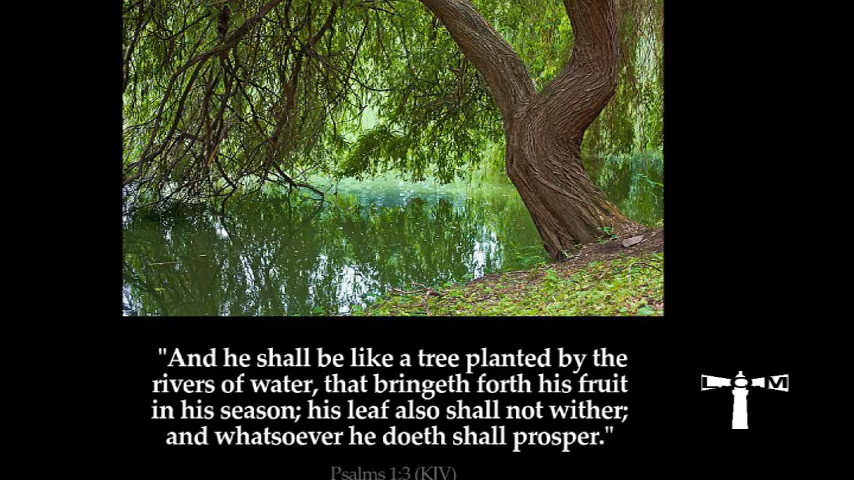 "And he shall be like a tree planted by the
rivers of water, that bringeth forth his fruit
in his season; his leaf also shall not wither;
and whatsoever he doeth shall prosper."
Psalms 1:3 (KJV)
L O M